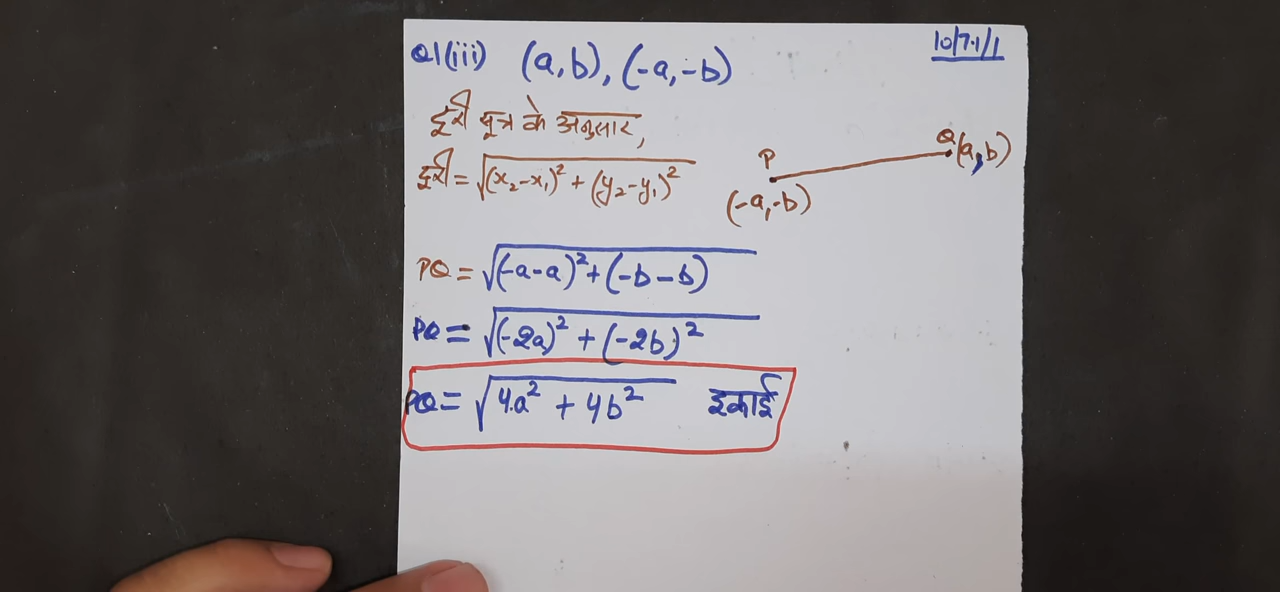 Q1(iii) (a,b), (-a,-b)
10/7.1/1
दूरी सूत्र के अनुसार,
दूरी = √(x₂-x₁)² + (y₂-y₁)²
P
Q(a,b)
(-a,-b)
PQ = √(-a-a)² + (-b-b)
PQ = √(-2a)² + (-2b)²
PQ = √4a² + 4b² इकाई